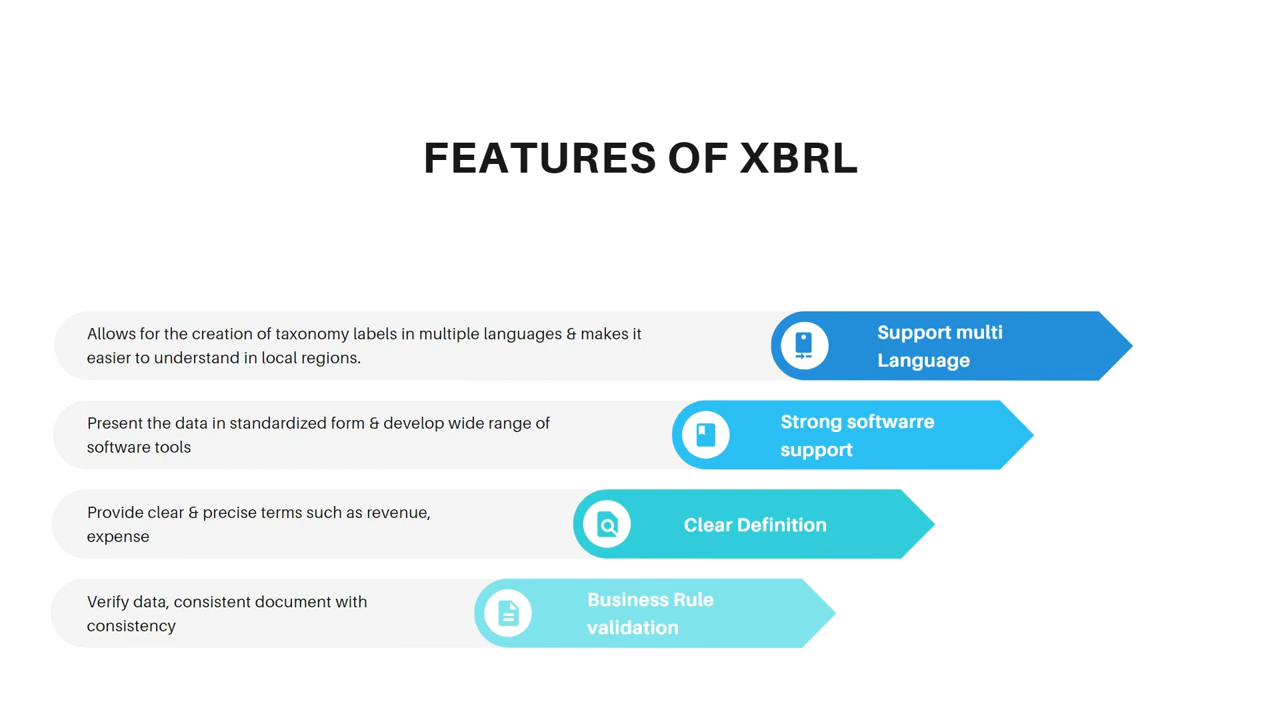 FEATURES OF XBRL
Allows for the creation of taxonomy labels in multiple languages & makes it
easier to understand in local regions.
Support multi
Language
Present the data in standardized form & develop wide range of
software tools
Strong softwarre
support
Provide clear & precise terms such as revenue,
expense
Clear Definition
Verify data, consistent document with
consistency
Business Rule
validation